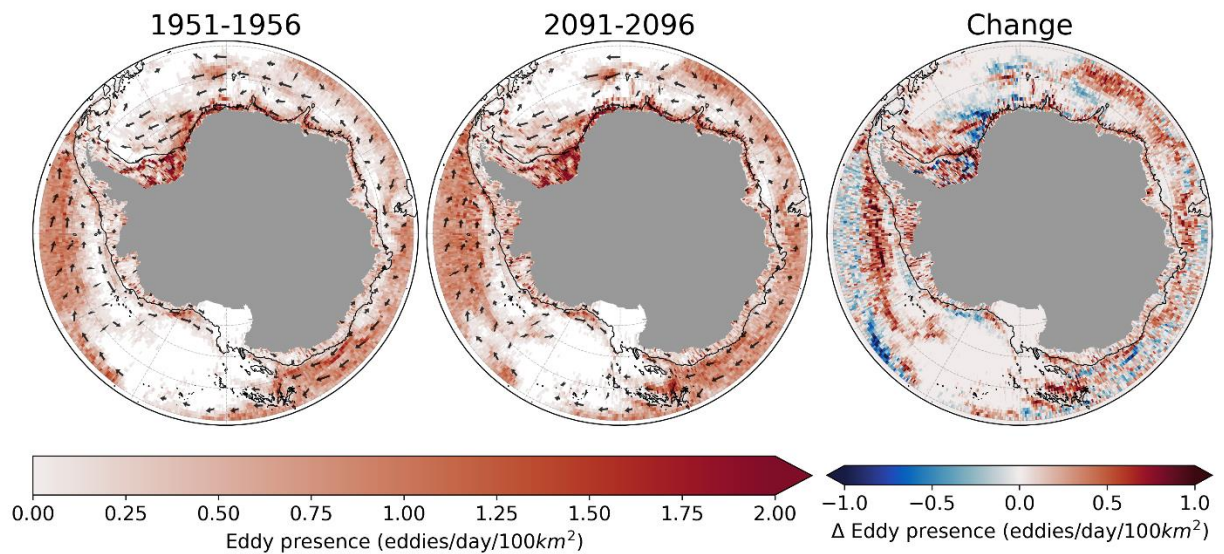 1951-1956
2091-2096
Change
0.00 0.25 0.50 0.75 1.00 1.25 1.50 1.75 2.00
Eddy presence (eddies/day/100km²)
−1.0 −0.5 0.0 0.5 1.0
Δ Eddy presence (eddies/day/100km²)